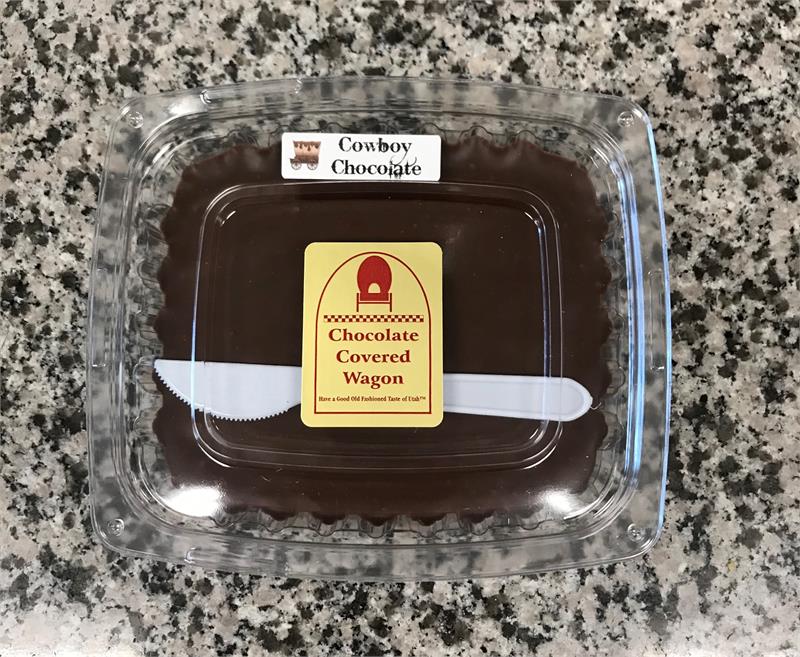 Cowboy
Chocolate
Chocolate
Covered
Wagon
Have a Good Old Fashioned Taste of Utah™